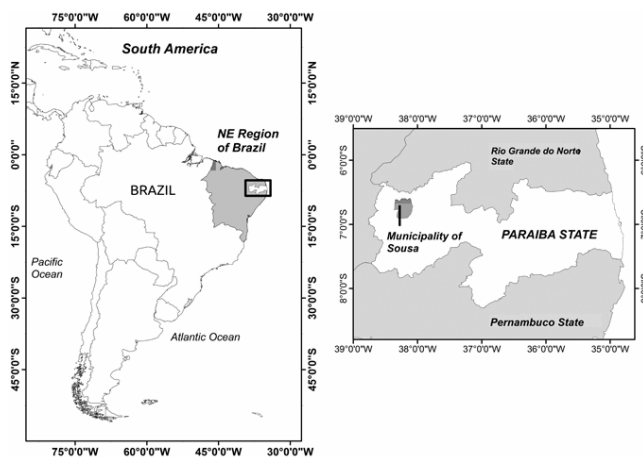 75°0'0"W 60°0'0"W 45°0'0"W 30°0'0"W
South America
15°0'0"N
0°0'0"
15°0'0"S
30°0'0"S
45°0'0"S
15°0'0"N
0°0'0"
15°0'0"S
30°0'0"S
45°0'0"S
NE Region
of Brazil
BRAZIL
Pacific
Ocean
Atlantic Ocean
75°0'0"W 60°0'0"W 45°0'0"W 30°0'0"W
39°0'0"W 38°0'0"W 37°0'0"W 36°0'0"W 35°0'0"W
6°0'0"S
7°0'0"S
8°0'0"S
Rio Grande do Norte
State
Municipality of
Sousa
PARAIBA STATE
Pernambuco State
39°0'0"W 38°0'0"W 37°0'0"W 36°0'0"W 35°0'0"W